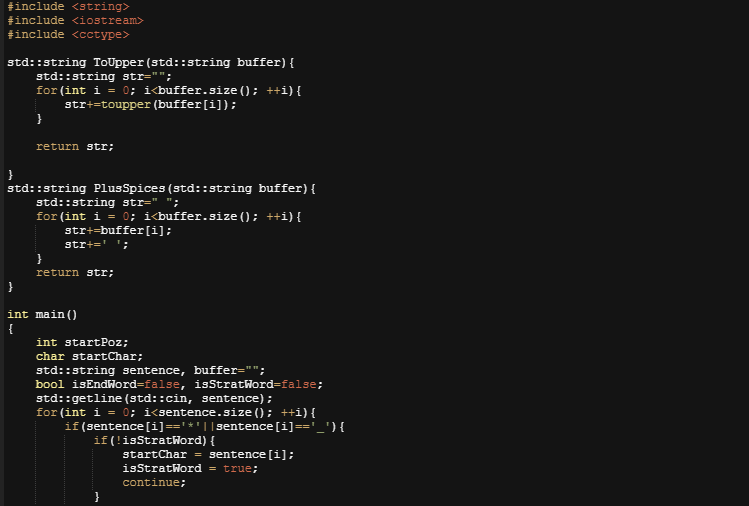 #include <string>
#include <iostream>
#include <cctype>
std::string ToUpper(std::string buffer){
std::string str="";
for(int i = 0; i<buffer.size(); ++i){
str+=toupper(buffer[i]);
}
return str;
}
std::string PlusSpices(std::string buffer){
std::string str=" ";
for(int i = 0; i<buffer.size(); ++i){
str+=buffer[i];
str+=' ';
}
return str;
}
int main()
{
int startPoz;
char startChar;
std::string sentence, buffer="";
bool isEndWord=false, isStratWord=false;
std::getline(std::cin, sentence);
for(int i = 0; i<sentence.size(); ++i){
if(sentence[i]=='*'||sentence[i]=='_'){
if(!isStratWord){
startChar = sentence[i];
isStratWord = true;
continue;
}